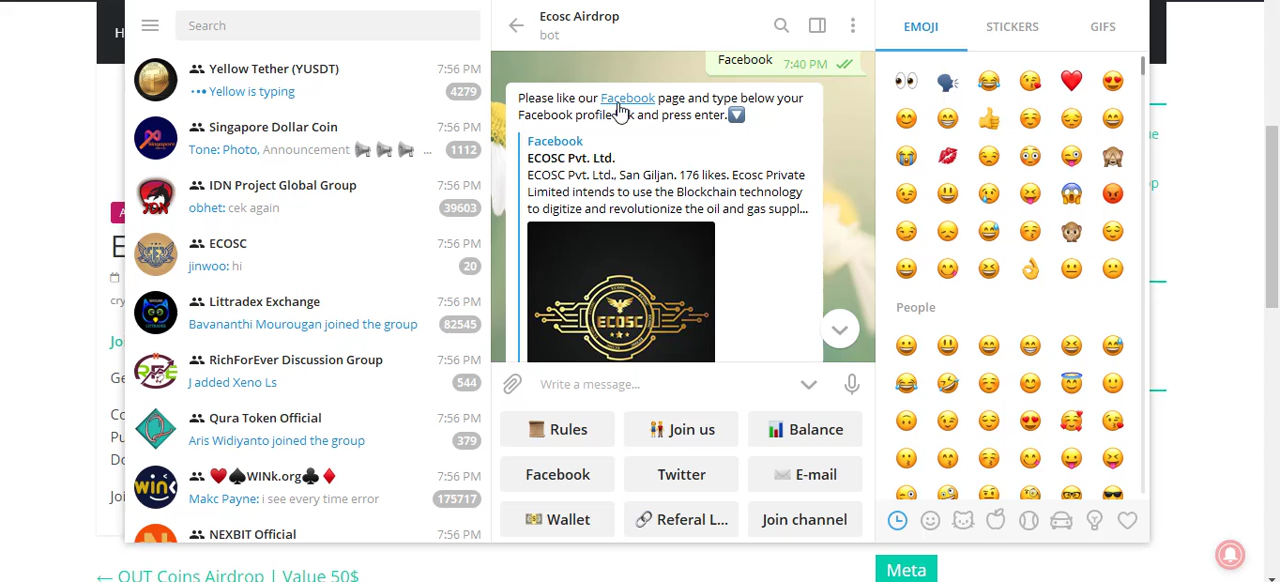 H
Search
Yellow Tether (YUSDT)
7:56 PM
••• Yellow is typing
4279
Singapore Dollar Coin
7:56 PM
Tone: Photo, Announcement ...
1112
IDN Project Global Group
7:56 PM
obhet: cek again
39603
ECOSC
7:56 PM
jinwoo: hi
20
Littradex Exchange
7:56 PM
Bavananthi Mourougan joined the group
82545
RichForEver Discussion Group
7:56 PM
J added Xeno Ls
544
Qura Token Official
7:56 PM
Aris Widiyanto joined the group
379
♥️♠️WINk.org♣️♦️
7:56 PM
Makc Payne: i see every time error
175717
NEXBIT Official
7:56 PM
Ecosc Airdrop
bot
Facebook
7:40 PM
Please like our Facebook page and type below your
Facebook profile and press enter.
Facebook
ECOSC Pvt. Ltd.
ECOSC Pvt. Ltd., San Giljan. 176 likes. Ecosc Private
Limited intends to use the Blockchain technology
to digitize and revolutionize the oil and gas suppl...
ECOSC
Write a message...
Rules
Join us
Balance
Facebook
Twitter
E-mail
Wallet
Referal L...
Join channel
EMOJI
STICKERS
GIFS
People
← OUT Coins Airdrop | Value 50$
Meta